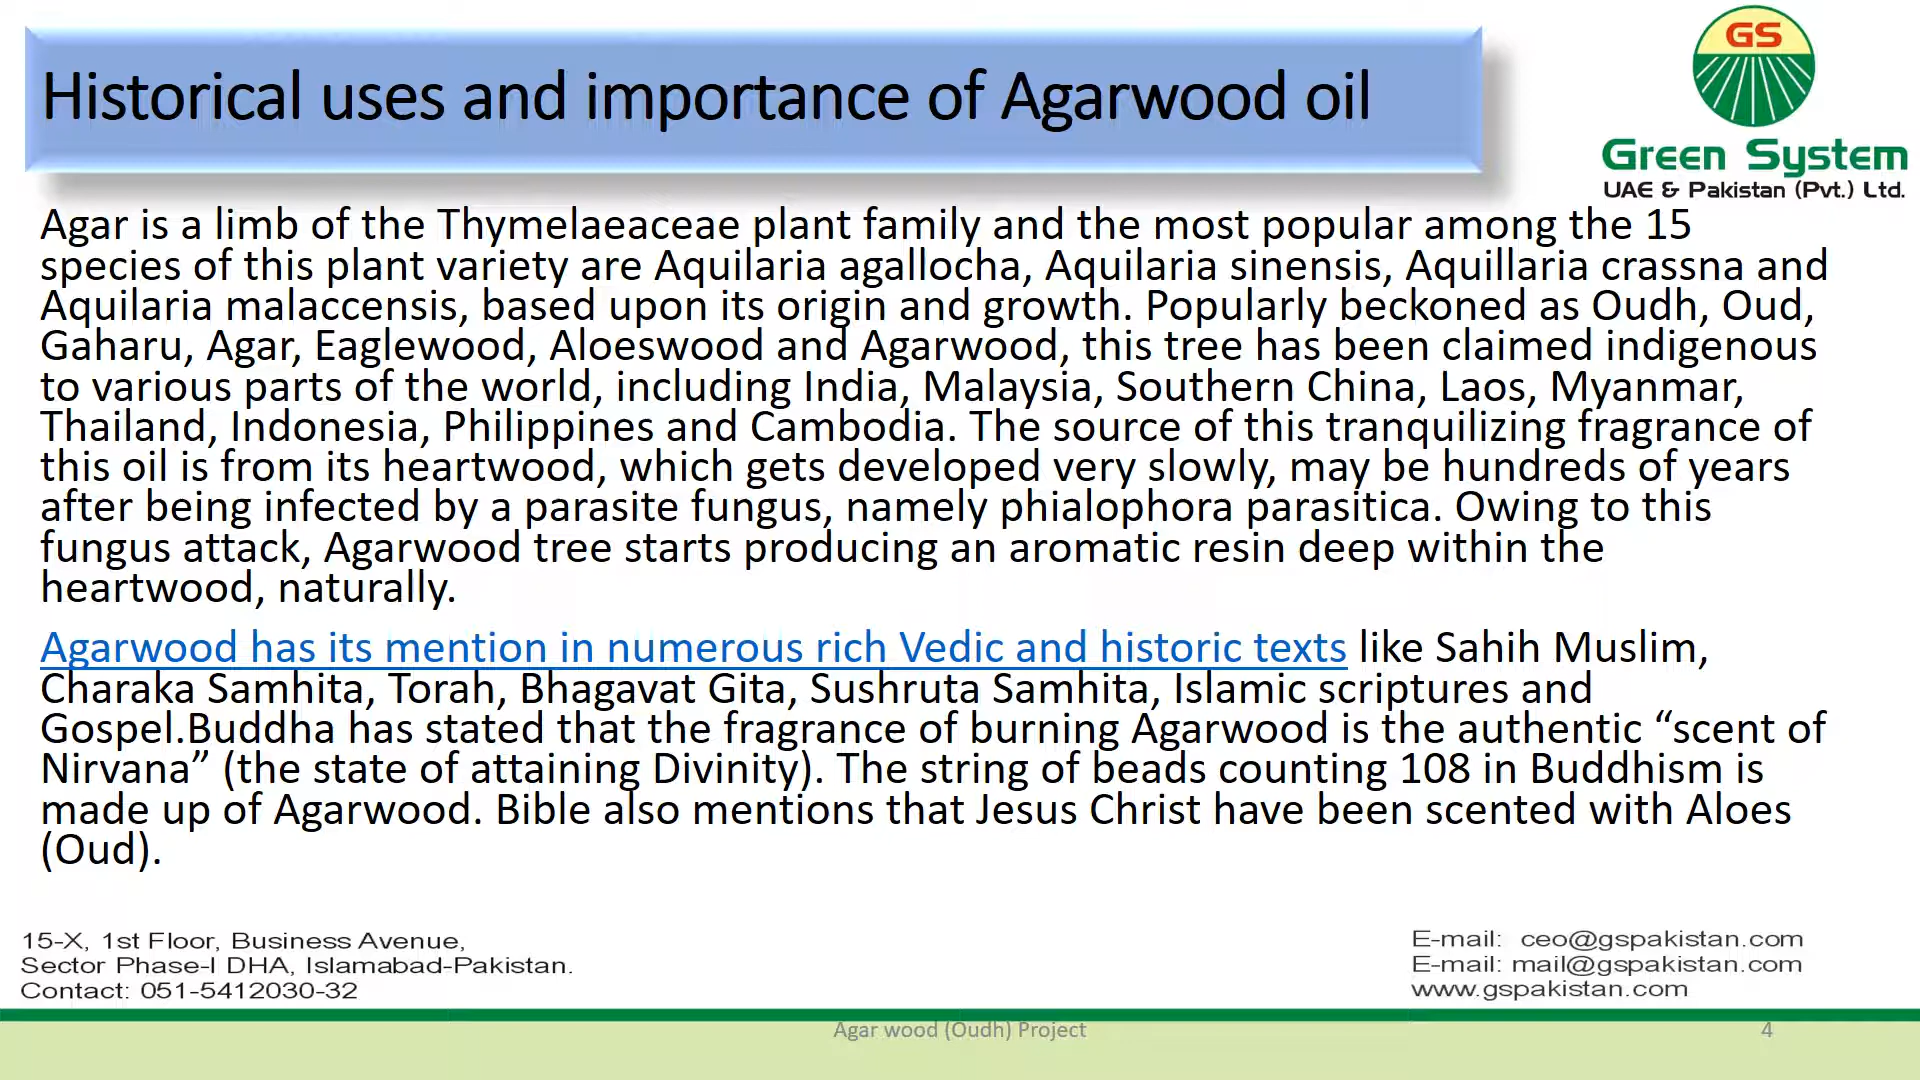 Historical uses and importance of Agarwood oil
GS
Green System
UAE & Pakistan (Pvt.) Ltd.
Agar is a limb of the Thymelaeaceae plant family and the most popular among the 15
species of this plant variety are Aquilaria agallocha, Aquilaria sinensis, Aquillaria crassna and
Aquilaria malaccensis, based upon its origin and growth. Popularly beckoned as Oudh, Oud,
Gaharu, Agar, Eaglewood, Aloeswood and Agarwood, this tree has been claimed indigenous
to various parts of the world, including India, Malaysia, Southern China, Laos, Myanmar,
Thailand, Indonesia, Philippines and Cambodia. The source of this tranquilizing fragrance of
this oil is from its heartwood, which gets developed very slowly, may be hundreds of years
after being infected by a parasite fungus, namely phialophora parasitica. Owing to this
fungus attack, Agarwood tree starts producing an aromatic resin deep within the
heartwood, naturally.
Agarwood has its mention in numerous rich Vedic and historic texts like Sahih Muslim,
Charaka Samhita, Torah, Bhagavat Gita, Sushruta Samhita, Islamic scriptures and
Gospel.Buddha has stated that the fragrance of burning Agarwood is the authentic “scent of
Nirvana” (the state of attaining Divinity). The string of beads counting 108 in Buddhism is
made up of Agarwood. Bible also mentions that Jesus Christ have been scented with Aloes
(Oud).
15-X, 1st Floor, Business Avenue,
Sector Phase-I DHA, Islamabad-Pakistan.
Contact: 051-5412030-32
E-mail: ceo@gspakistan.com
E-mail: mail@gspakistan.com
www.gspakistan.com
Agar wood (Oudh) Project
4